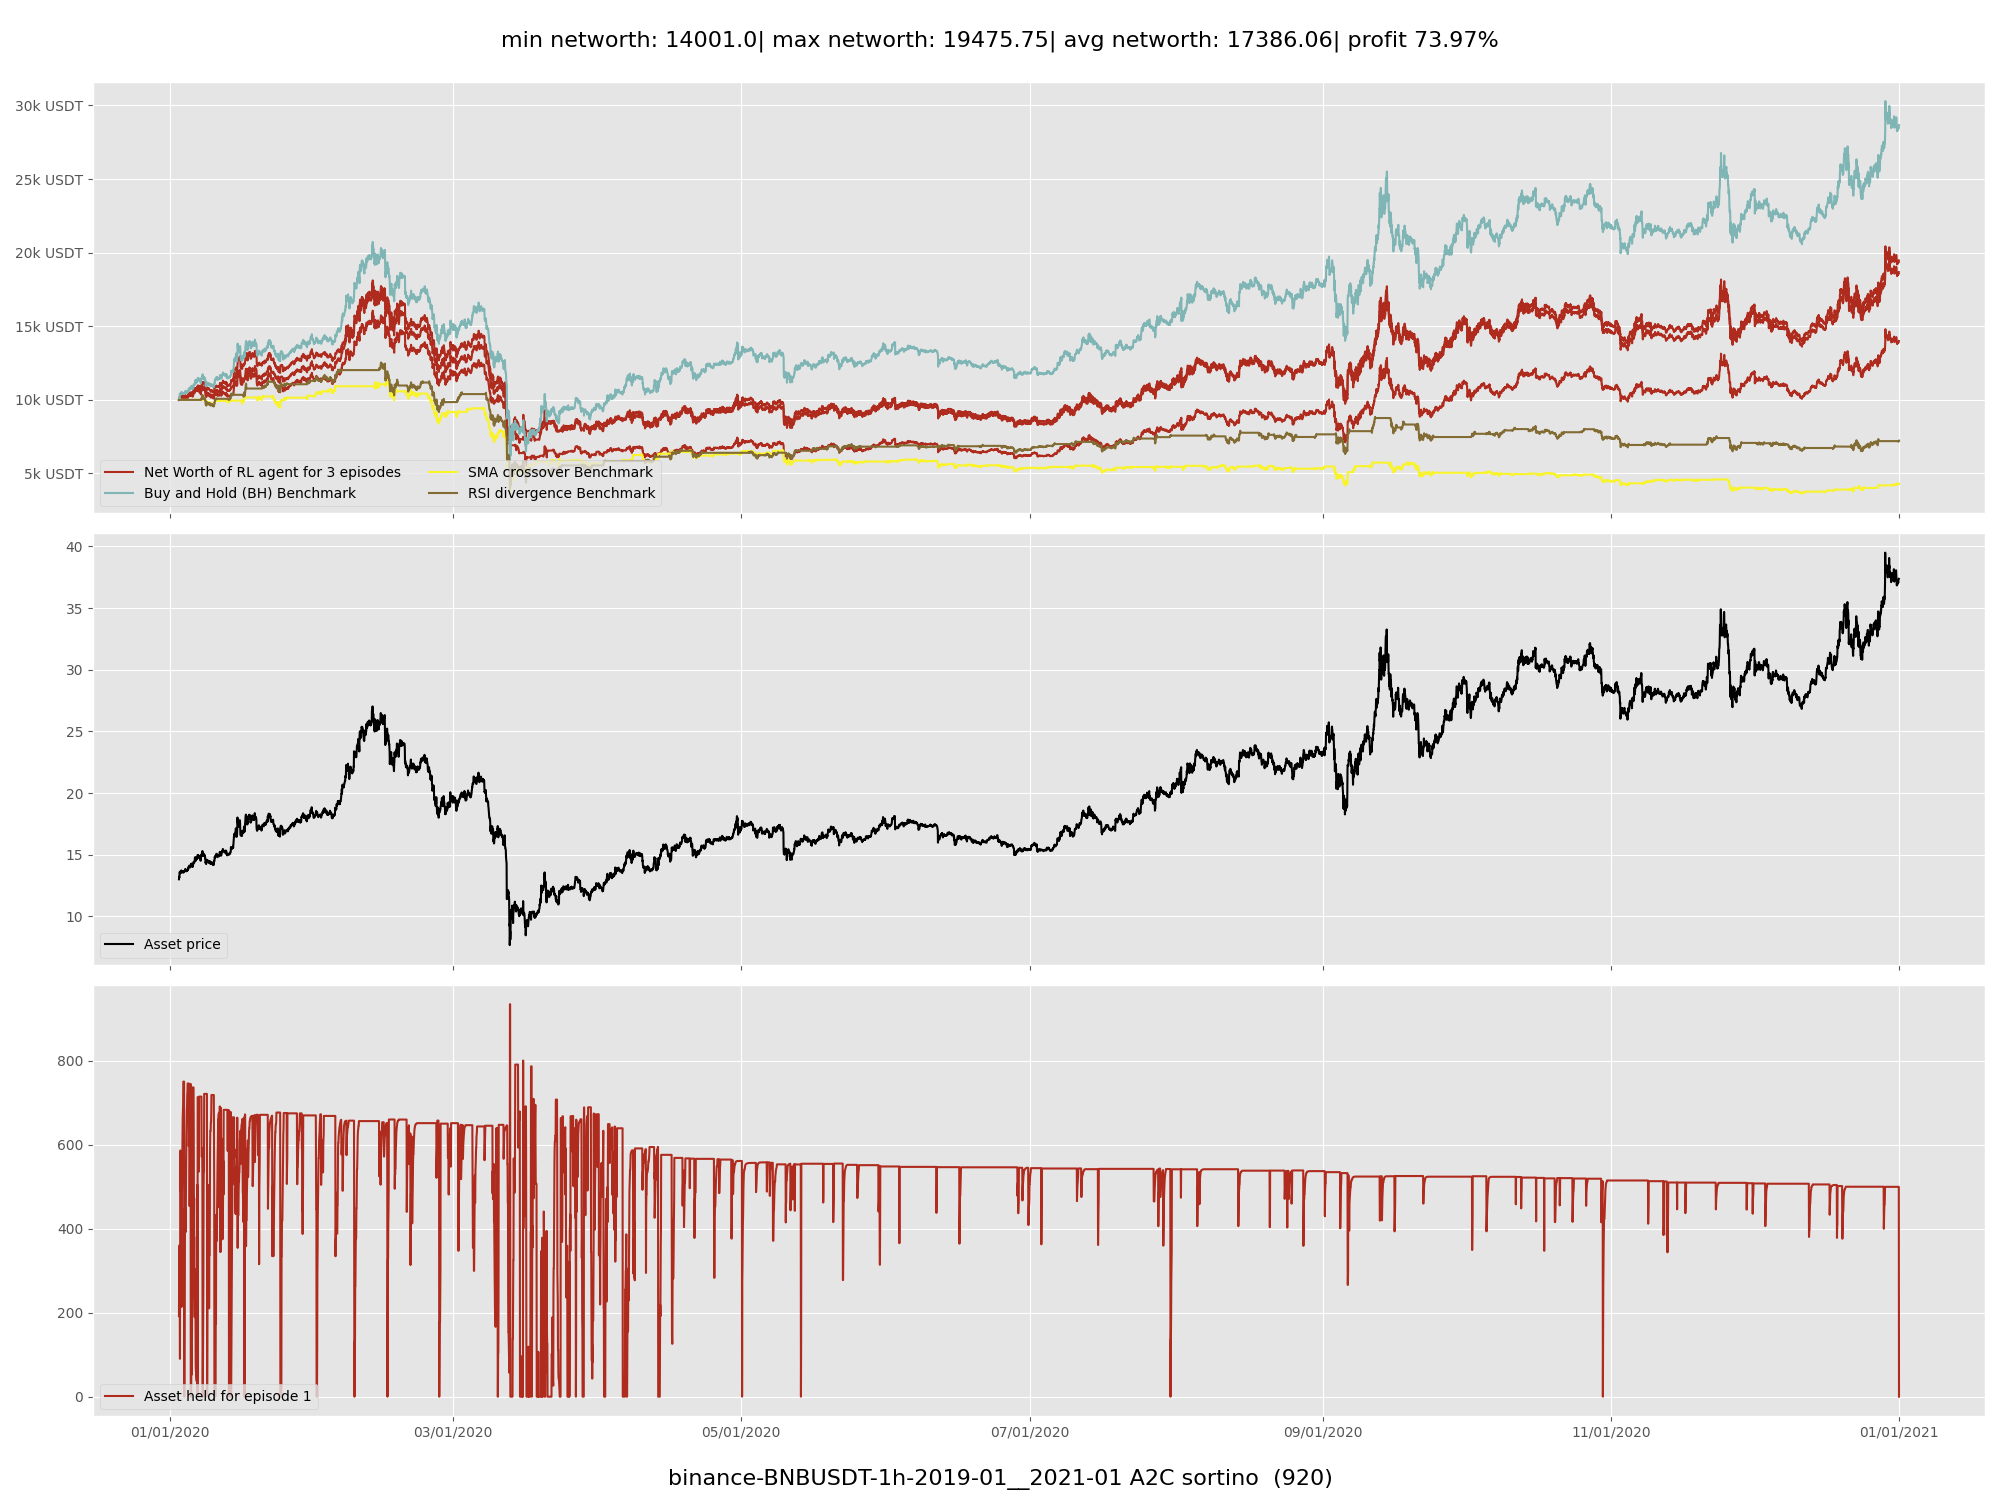 min networth: 14001.0| max networth: 19475.75| avg networth: 17386.06| profit 73.97%
30k USDT
25k USDT
20k USDT
15k USDT
10k USDT
5k USDT
Net Worth of RL agent for 3 episodes
Buy and Hold (BH) Benchmark
SMA crossover Benchmark
RSI divergence Benchmark
40
35
30
25
20
15
10
Asset price
800
600
400
200
0
Asset held for episode 1
01/01/2020 03/01/2020 05/01/2020 07/01/2020 09/01/2020 11/01/2020 01/01/2021
binance-BNBUSDT-1h-2019-01__2021-01 A2C sortino (920)